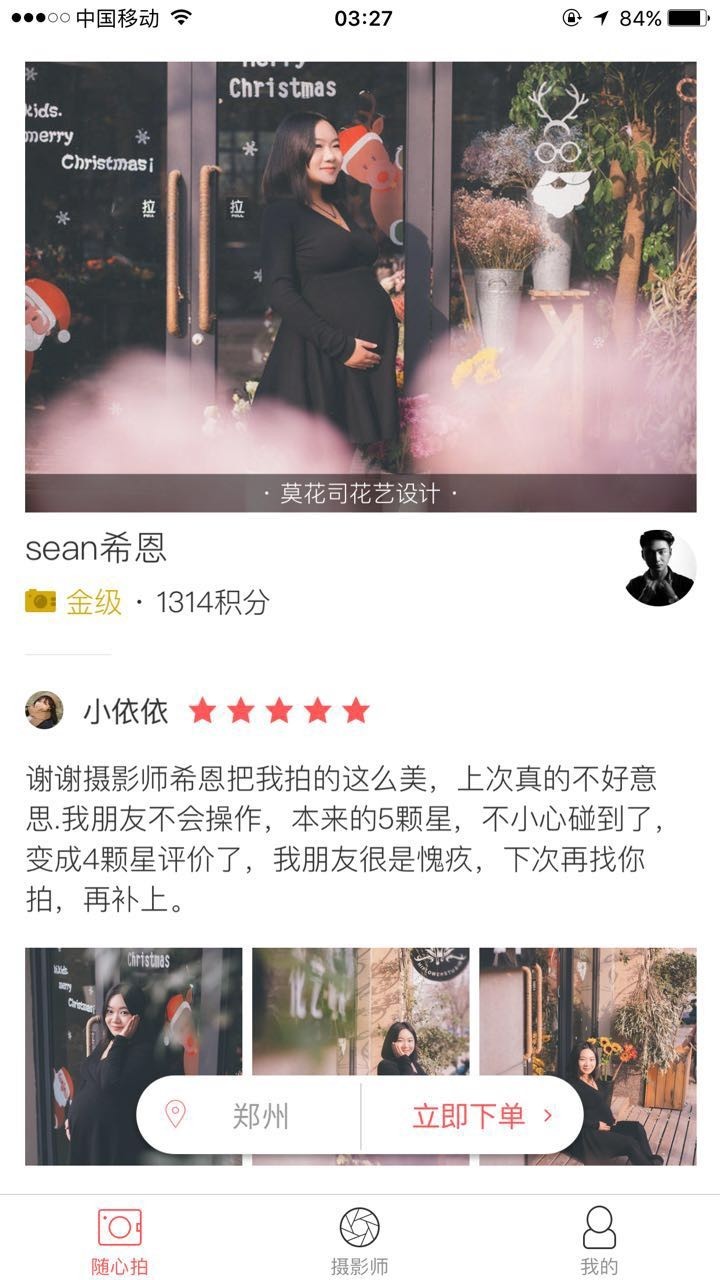 中国移动
03:27
84%
Merry
Christmas
kids.
merry
Christmas¡
拉
PULL
拉
PULL
· 莫花司花艺设计 ·
sean希恩
金级 · 1314积分
小依依
谢谢摄影师希恩把我拍的这么美，上次真的不好意
思.我朋友不会操作，本来的5颗星，不小心碰到了，
变成4颗星评价了，我朋友很是愧疚，下次再找你
拍，再补上。
Christmas
kids.
merry
Christmas
郑州
立即下单
随心拍
摄影师
我的